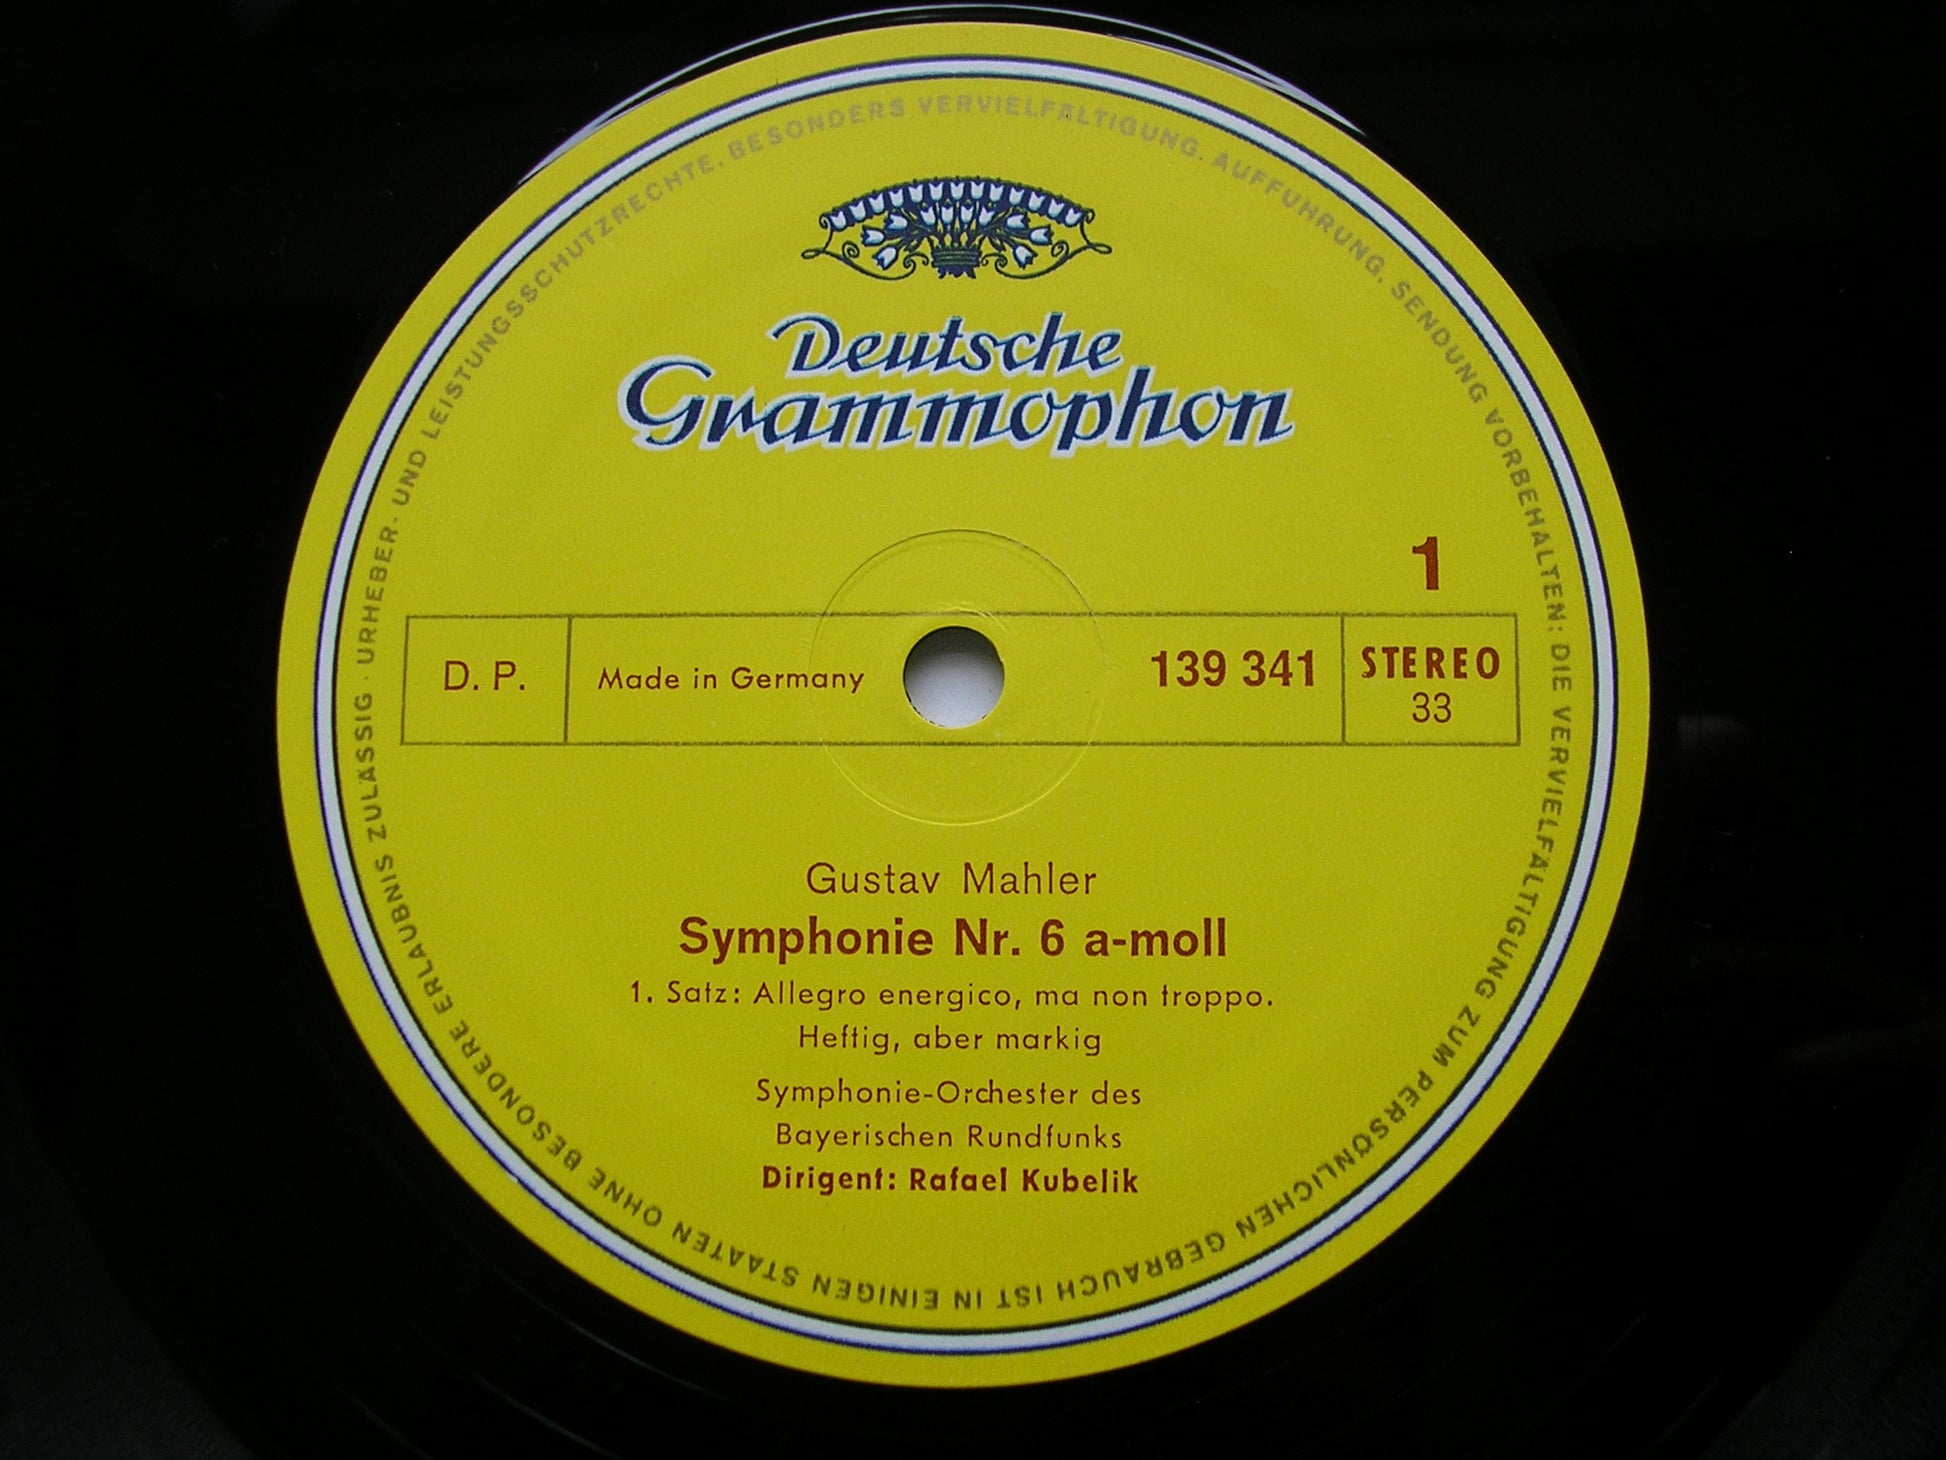 Deutsche
Grammophon
1
D. P.
Made in Germany
139 341
STEREO
33
Gustav Mahler
Symphonie Nr. 6 a-moll
1. Satz: Allegro energico, ma non troppo.
Heftig, aber markig
Symphonie-Orchester des
Bayerischen Rundfunks
Dirigent: Rafael Kubelik
URHEBER- UND LEISTUNGSSCHUTZRECHTE, BESONDERS VERVIELFÄLTIGUNG, AUFFÜHRUNG, SENDUNG VORBEHALTEN; DIE VERVIELFÄLTIGUNG ZUM PERSÖNLICHEN GEBRAUCH IST IN EINIGEN STAATEN OHNE BESONDERE ERLAUBNIS ZULÄSSIG ·